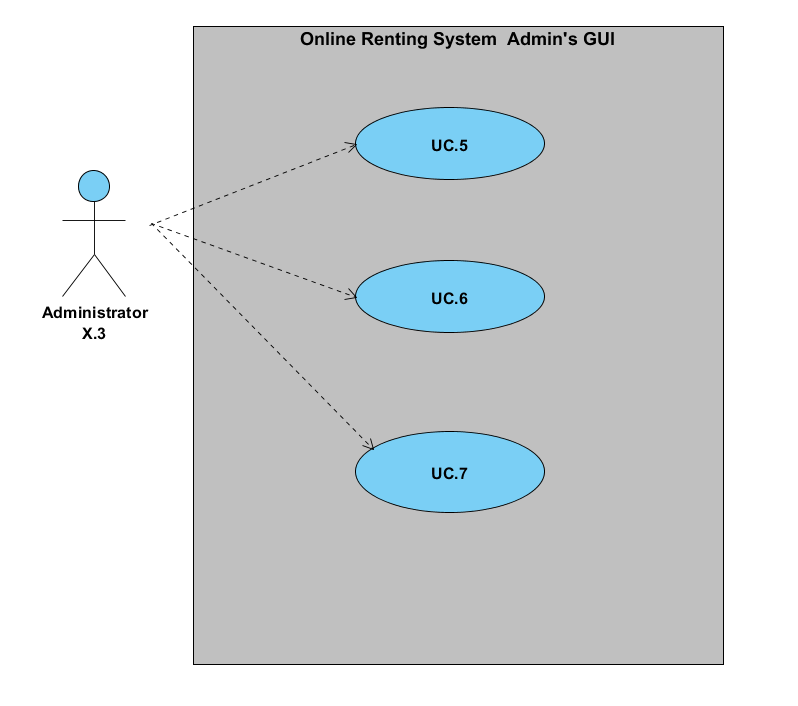 Online Renting System  Admin's GUI
UC.5
UC.6
Administrator
X.3
UC.7